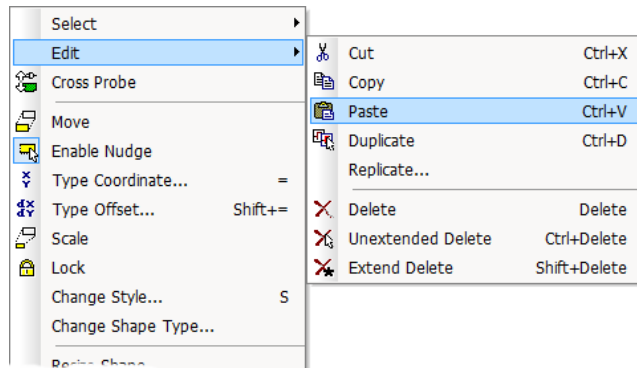 Select
Edit
Cross Probe
Move
Enable Nudge
Type Coordinate... =
Type Offset... Shift+=
Scale
Lock
Change Style... S
Change Shape Type...
Cut Ctrl+X
Copy Ctrl+C
Paste Ctrl+V
Duplicate Ctrl+D
Replicate...
Delete Delete
Unextended Delete Ctrl+Delete
Extend Delete Shift+Delete